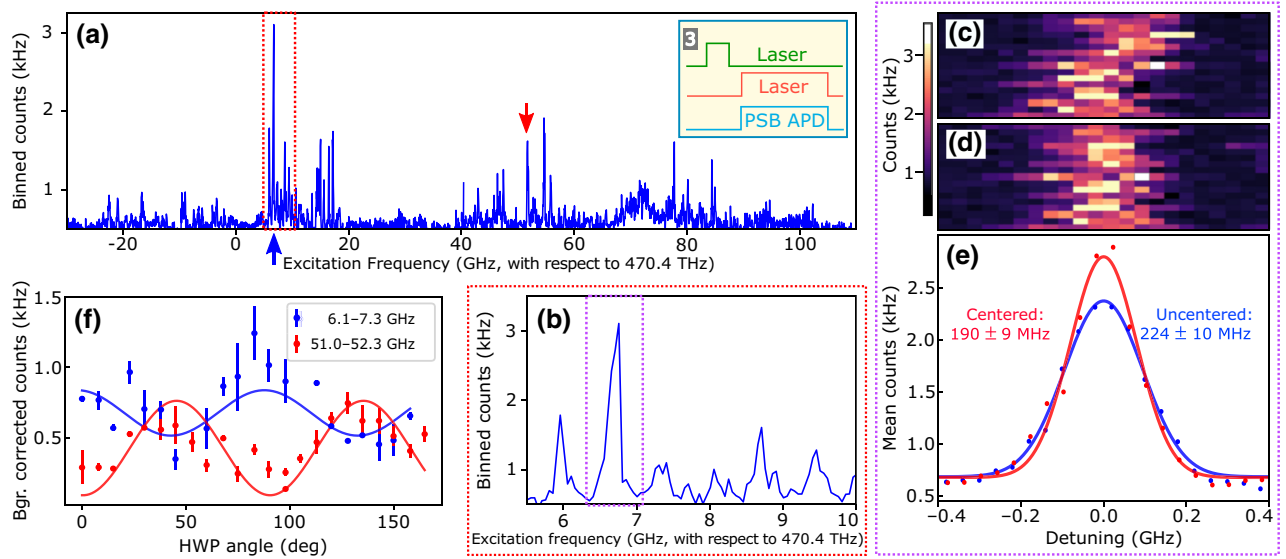 (a)
Binned counts (kHz)
3
2
1
3
Laser
Laser
PSB APD
-20
0
20
40
60
80
100
Excitation Frequency (GHz, with respect to 470.4 THz)
(c)
(d)
Counts (kHz)
3
2
1
(e)
Mean counts (kHz)
2.5
2.0
1.5
1.0
0.5
Centered:
190 ± 9 MHz
Uncentered:
224 ± 10 MHz
−0.4
−0.2
0.0
0.2
0.4
Detuning (GHz)
(f)
Bgr. corrected counts (kHz)
1.5
1.0
0.5
6.1–7.3 GHz
51.0–52.3 GHz
0
50
100
150
HWP angle (deg)
(b)
Binned counts (kHz)
3
2
1
6
7
8
9
10
Excitation frequency (GHz, with respect to 470.4 THz)